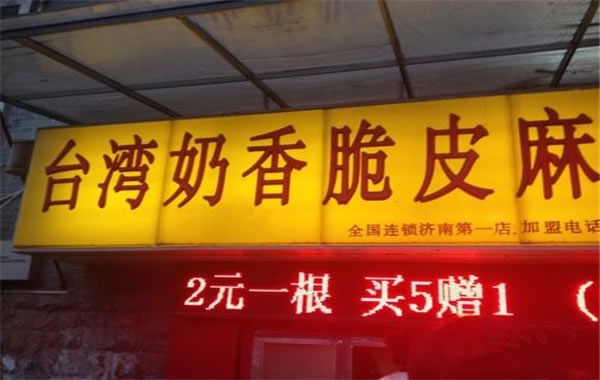 台湾奶香脆皮麻
全国连锁济南第一店.加盟电话
2元一根 买5赠1 (